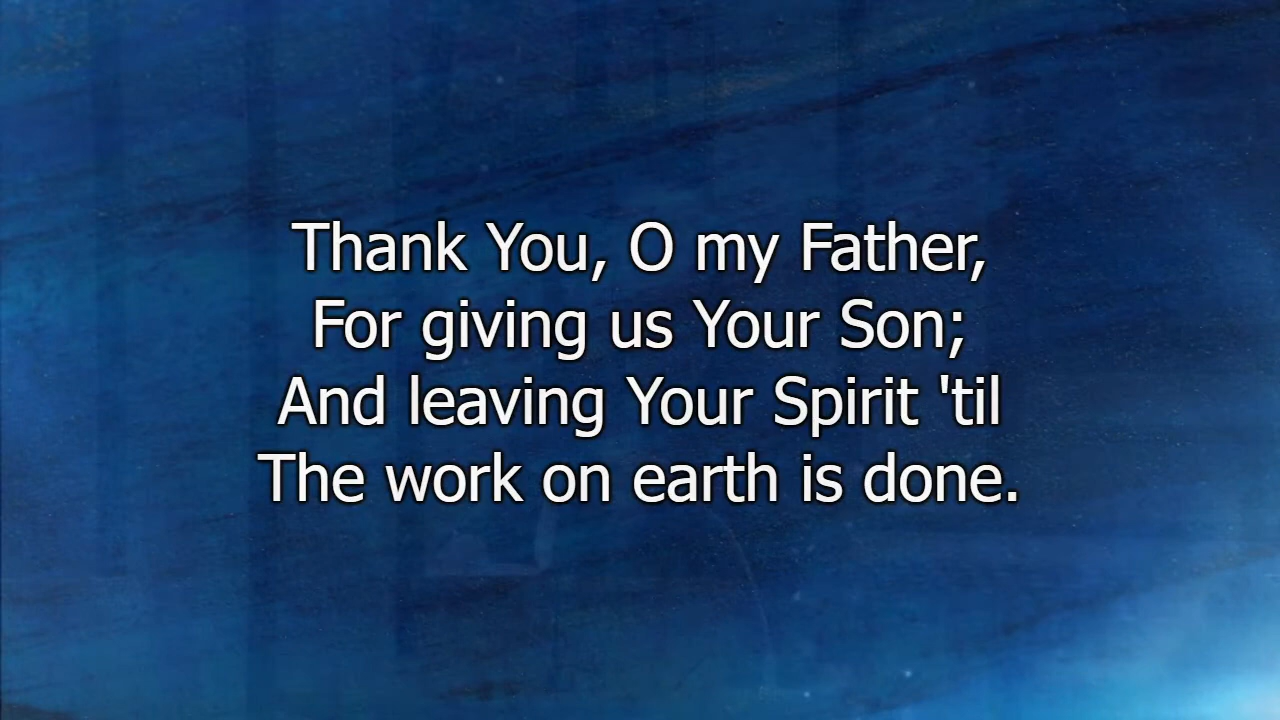 Thank You, O my Father,
For giving us Your Son;
And leaving Your Spirit 'til
The work on earth is done.